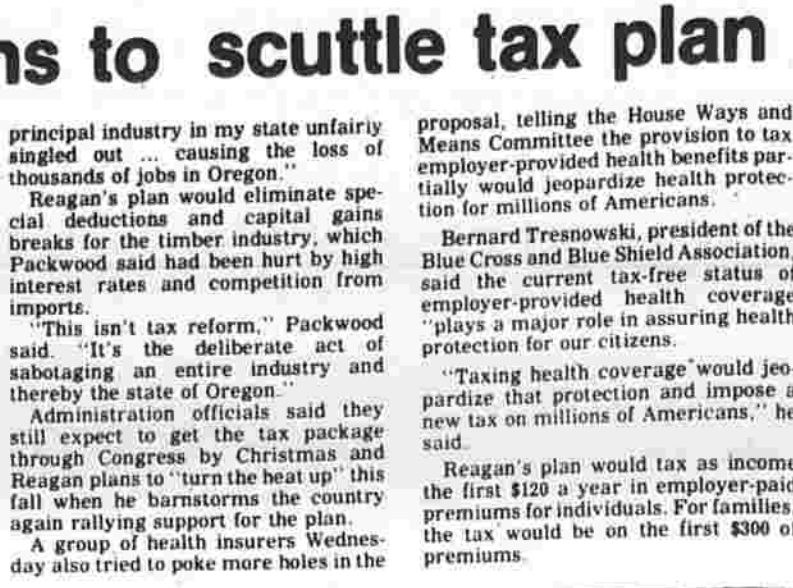 ns to scuttle tax plan
principal industry in my state unfairly
singled out ... causing the loss of
thousands of jobs in Oregon."
Reagan's plan would eliminate spe-
cial deductions and capital gains
breaks for the timber industry, which
Packwood said had been hurt by high
interest rates and competition from
imports.
"This isn't tax reform," Packwood
said. "It's the deliberate act of
sabotaging an entire industry and
thereby the state of Oregon."
Administration officials said they
still expect to get the tax package
through Congress by Christmas and
Reagan plans to "turn the heat up" this
fall when he barnstorms the country
again rallying support for the plan.
A group of health insurers Wednes-
day also tried to poke more holes in the
proposal, telling the House Ways and
Means Committee the provision to tax
employer-provided health benefits par-
tially would jeopardize health protec-
tion for millions of Americans.
Bernard Tresnowski, president of the
Blue Cross and Blue Shield Association,
said the current tax-free status of
employer-provided health coverage
"plays a major role in assuring health
protection for our citizens.
"Taxing health coverage would jeo-
pardize that protection and impose a
new tax on millions of Americans," he
said.
Reagan's plan would tax as income
the first $120 a year in employer-paid
premiums for individuals. For families,
the tax would be on the first $300 of
premiums.